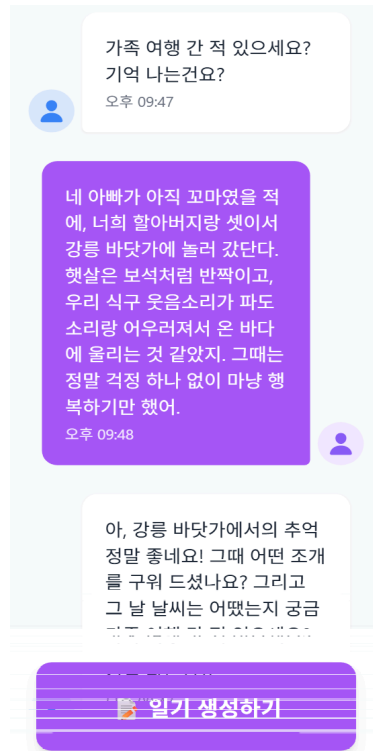 가족 여행 간 적 있으세요?
기억 나는건요?
오후 09:47
네 아빠가 아직 꼬마였을 적
에, 너희 할아버지랑 셋이서
강릉 바닷가에 놀러 갔단다.
햇살은 보석처럼 반짝이고,
우리 식구 웃음소리가 파도
소리랑 어우러져서 온 바다
에 울리는 것 같았지. 그때는
정말 걱정 하나 없이 마냥 행
복하기만 했어.
오후 09:48
아, 강릉 바닷가에서의 추억
정말 좋네요! 그때 어떤 조개
를 구워 드셨나요? 그리고
그 날 날씨는 어땠는지 궁금
📝 일기 생성하기